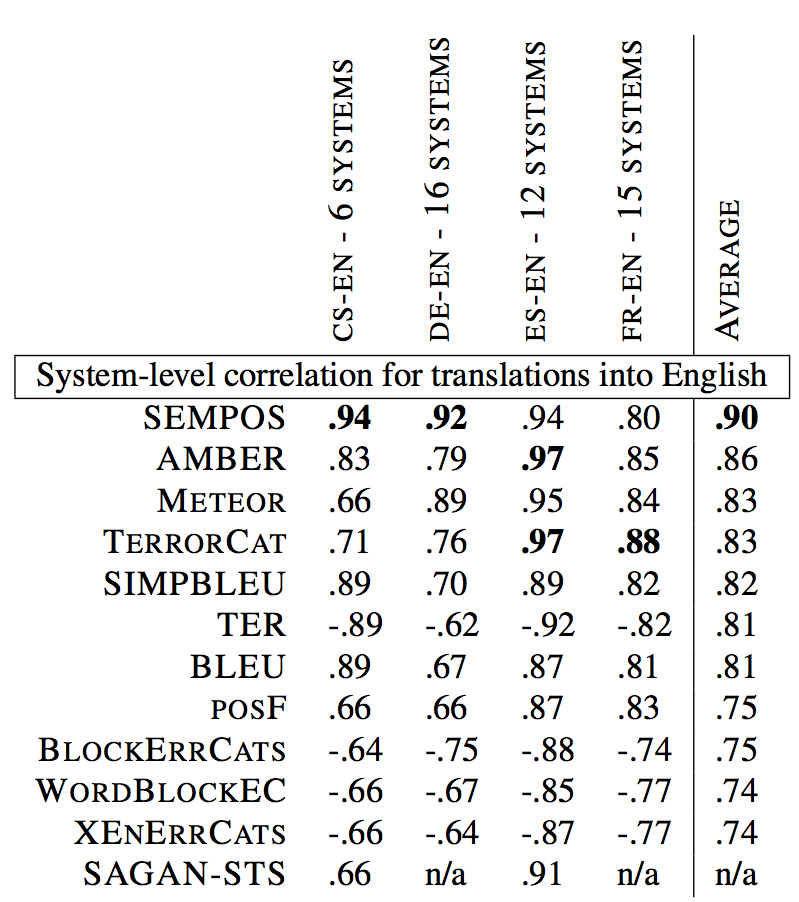 CS-EN - 6 SYSTEMS
DE-EN - 16 SYSTEMS
ES-EN - 12 SYSTEMS
FR-EN - 15 SYSTEMS
AVERAGE
System-level correlation for translations into English
SEMPOS .94 .92 .94 .80 .90
AMBER .83 .79 .97 .85 .86
METEOR .66 .89 .95 .84 .83
TERRORCAT .71 .76 .97 .88 .83
SIMPBLEU .89 .70 .89 .82 .82
TER -.89 -.62 -.92 -.82 .81
BLEU .89 .67 .87 .81 .81
POSF .66 .66 .87 .83 .75
BLOCKERRCATS -.64 -.75 -.88 -.74 .75
WORDBLOCKEC -.66 -.67 -.85 -.77 .74
XENERRCATS -.66 -.64 -.87 -.77 .74
SAGAN-STS .66 n/a .91 n/a n/a